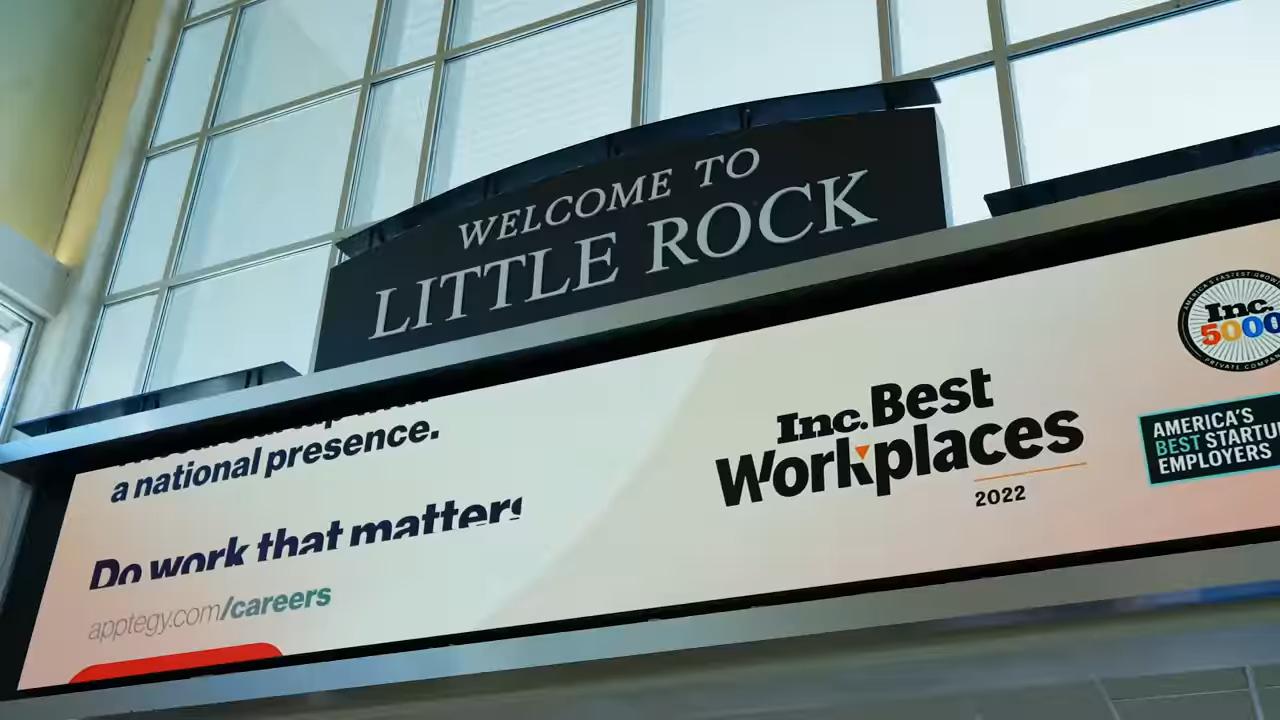 WELCOME TO
LITTLE ROCK
a national presence.
Do work that matters
apptegy.com/careers
Inc. Best
Workplaces
2022
Inc.
5000
AMERICA'S
BEST STARTU
EMPLOYERS